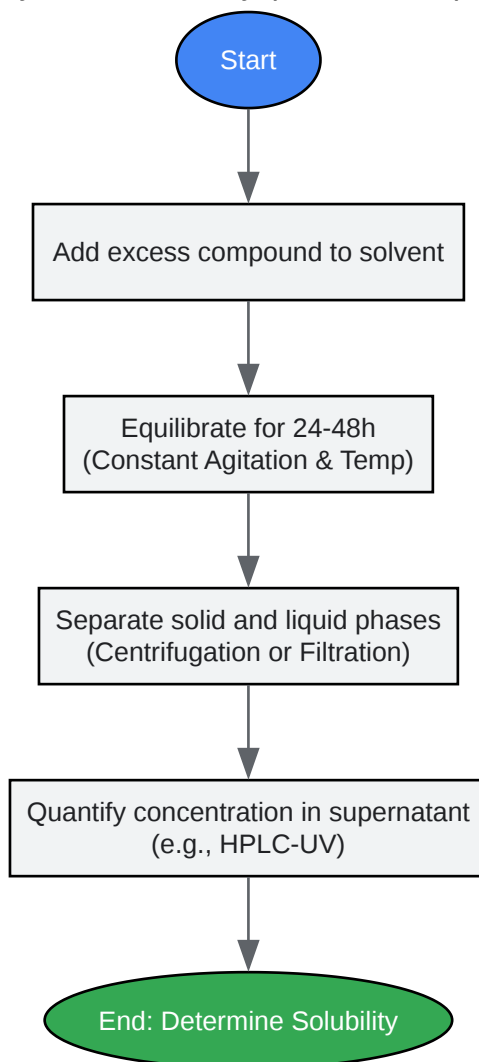 Start
Add excess compound to solvent
Equilibrate for 24-48h
(Constant Agitation & Temp)
Separate solid and liquid phases
(Centrifugation or Filtration)
Quantify concentration in supernatant
(e.g., HPLC-UV)
End: Determine Solubility